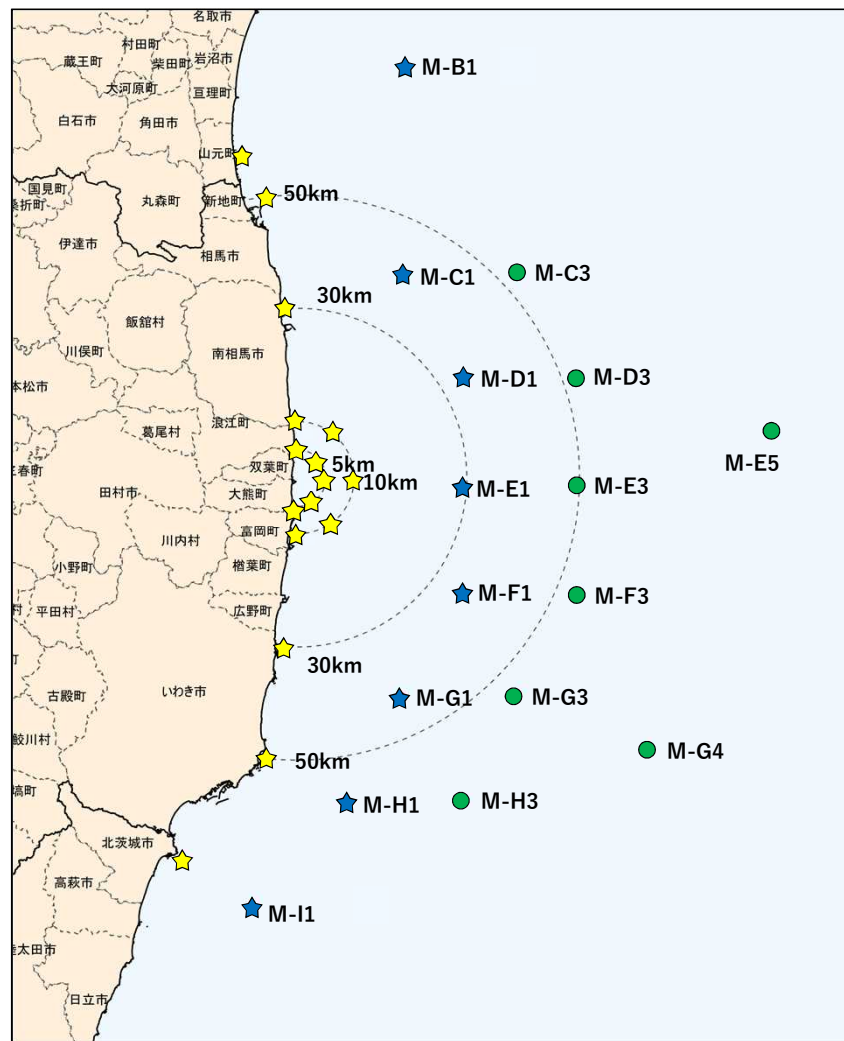 名取市
村田町
岩沼市
M-B1
蔵王町
柴田町
大河原町
亘理町
白石市
角田市
山元町
国見町
丸森町
新地町
50km
桑折町
伊達市
相馬市
M-C1
M-C3
30km
飯舘村
川俣町
南相馬市
M-D1
M-D3
本松市
浪江町
葛尾村
M-E5
双葉町
5km
田村市
大熊町
10km
M-E1
M-E3
富岡町
川内村
楢葉町
小野町
M-F1
M-F3
平田村
広野町
30km
古殿町
いわき市
M-G1
M-G3
鮫川村
M-G4
50km
塙町
M-H1
M-H3
北茨城市
高萩市
M-I1
太田市
日立市